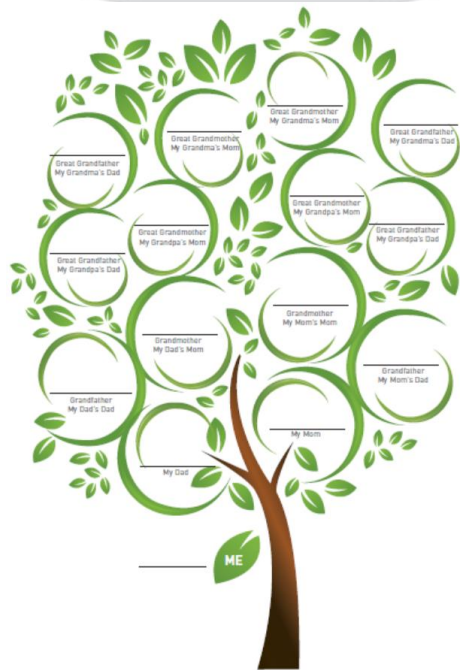 Great Grandmother
My Grandma's Mom
Great Grandmother
My Grandma's Mom
Great Grandfather
My Grandma's Dad
Great Grandfather
My Grandma's Dad
Great Grandmother
My Grandpa's Mom
Great Grandmother
My Grandpa's Mom
Great Grandfather
My Grandpa's Dad
Great Grandfather
My Grandpa's Dad
Grandmother
My Mom's Mom
Grandmother
My Dad's Mom
Grandfather
My Mom's Dad
Grandfather
My Dad's Dad
My Mom
My Dad
ME